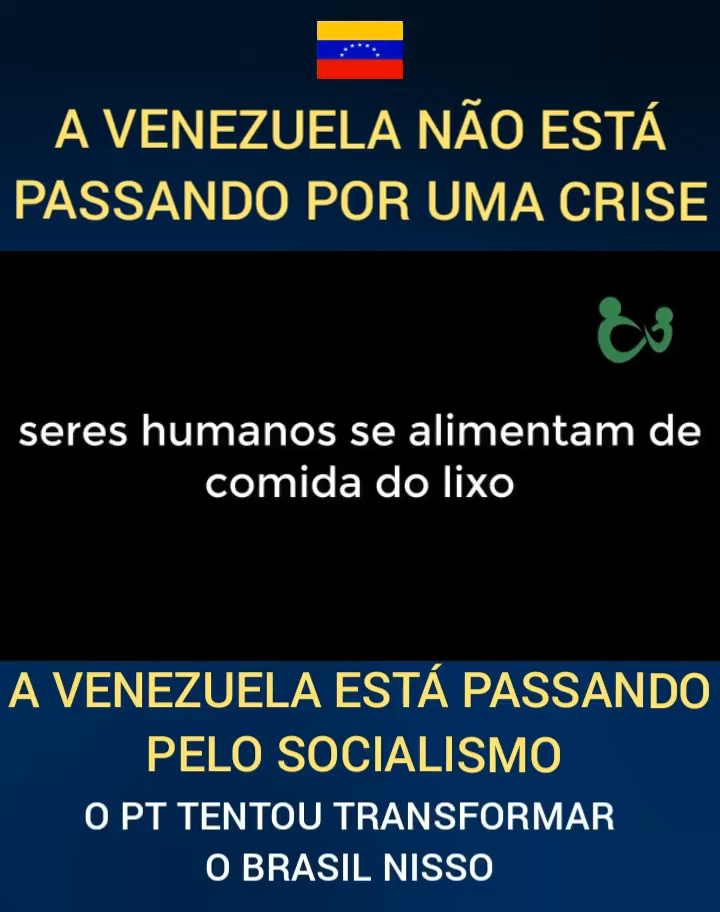 A VENEZUELA NÃO ESTÁ
PASSANDO POR UMA CRISE
seres humanos se alimentam de
comida do lixo
A VENEZUELA ESTÁ PASSANDO
PELO SOCIALISMO
O PT TENTOU TRANSFORMAR
O BRASIL NISSO